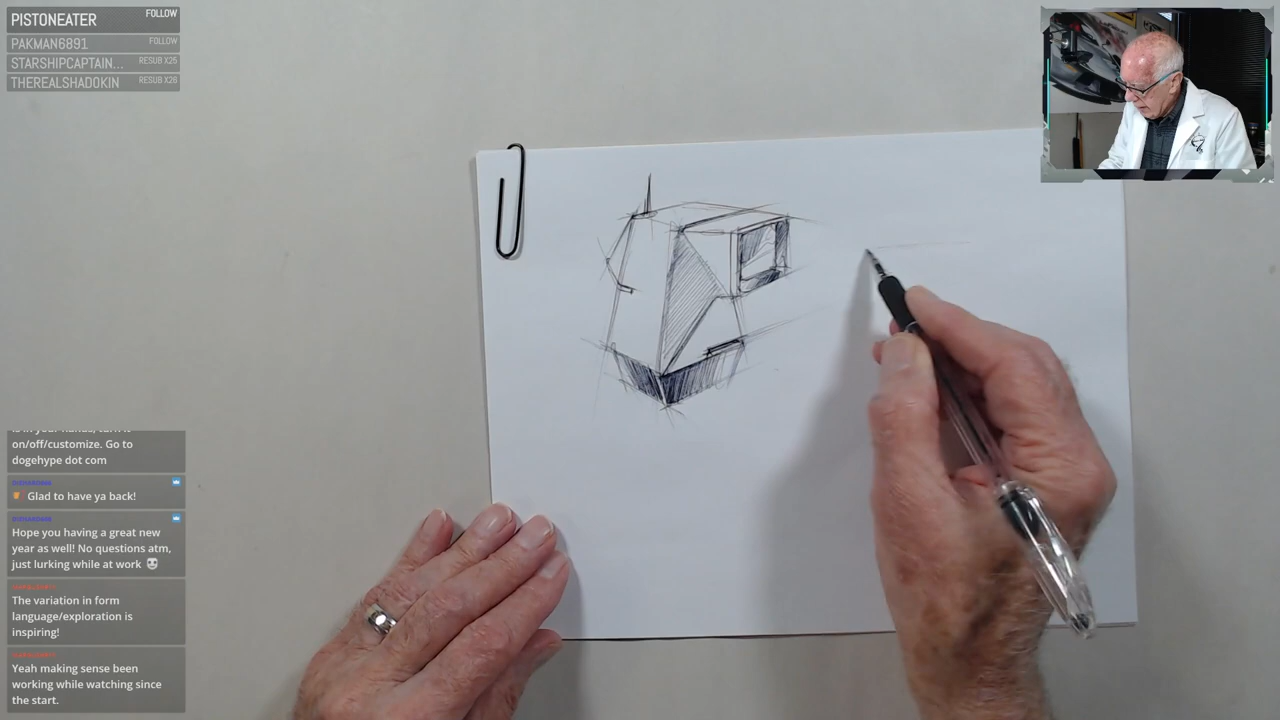 PISTONEATER FOLLOW
PAKMAN6891 FOLLOW
STARSHIPCAPTAIN... RESUB X25
THEREALSHADOKIN RESUB X26
on/off/customize. Go to
dogehype dot com
Glad to have ya back!
Hope you having a great new
year as well! No questions atm,
just lurking while at work
The variation in form
language/exploration is
inspiring!
Yeah making sense been
working while watching since
the start.